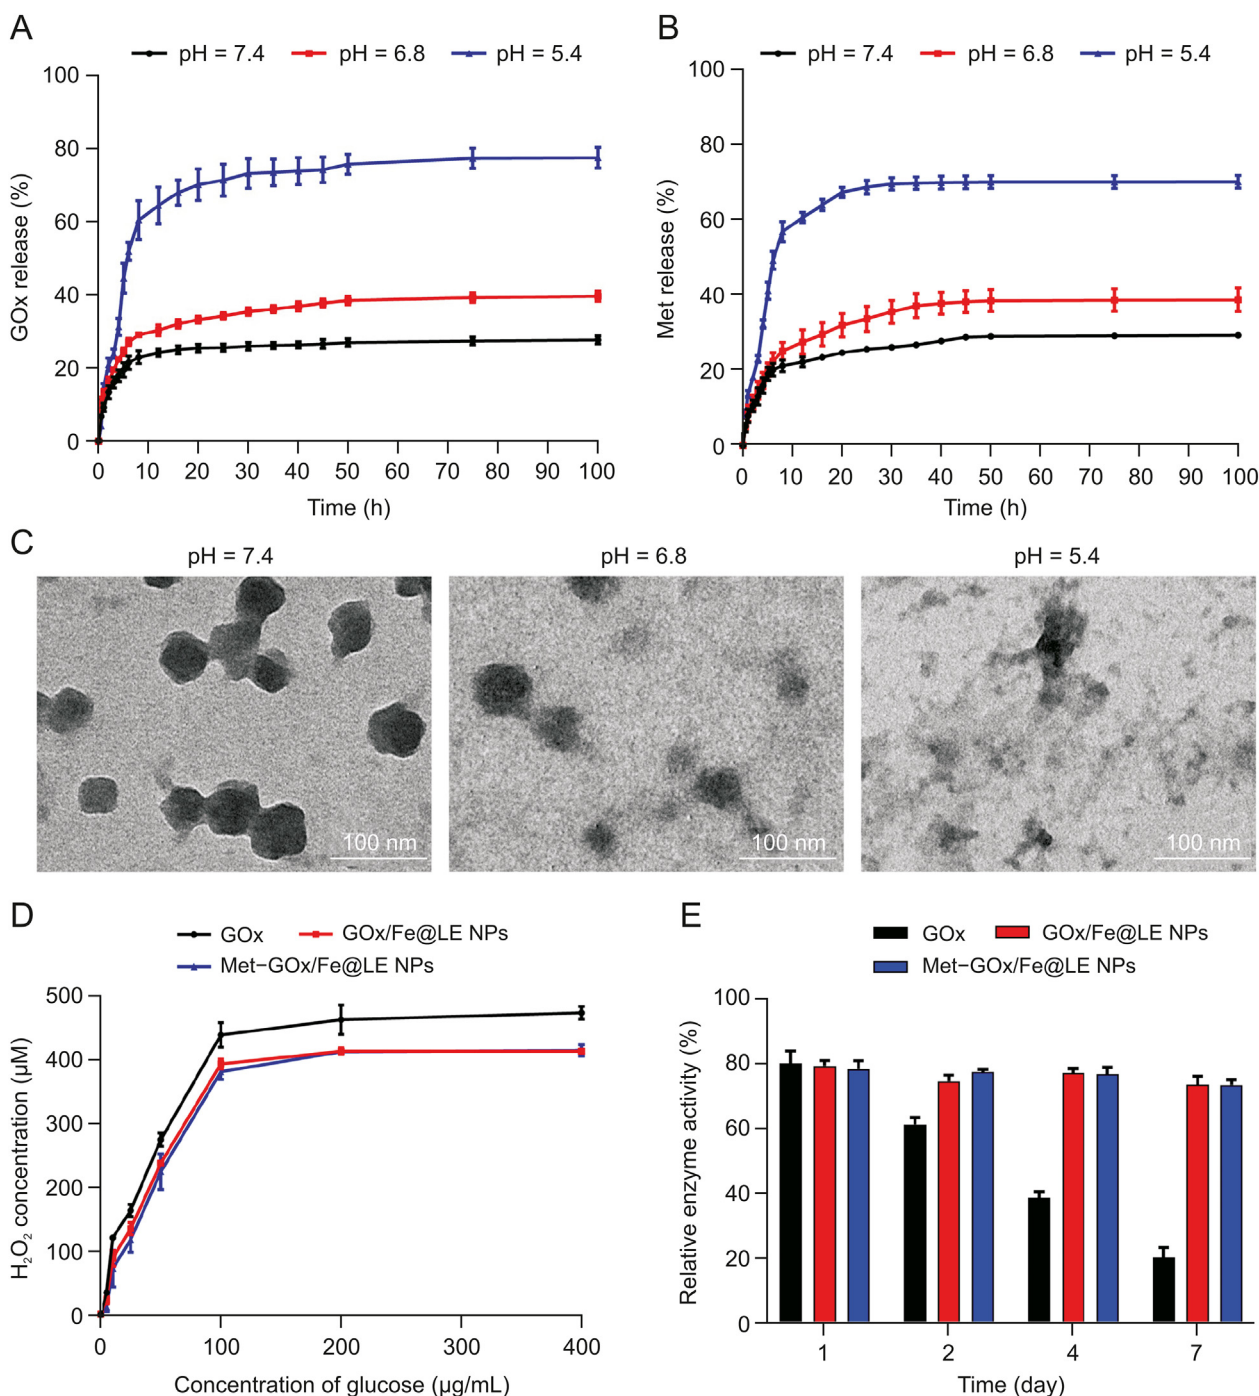 A
pH = 7.4 pH = 6.8 pH = 5.4
GOx release (%)
100
80
60
40
20
0
0 10 20 30 40 50 60 70 80 90 100
Time (h)
B
pH = 7.4 pH = 6.8 pH = 5.4
Met release (%)
100
80
60
40
20
0
0 10 20 30 40 50 60 70 80 90 100
Time (h)
C
pH = 7.4 pH = 6.8 pH = 5.4
100 nm 100 nm 100 nm
D
GOx GOx/Fe@LE NPs
Met−GOx/Fe@LE NPs
H₂O₂ concentration (µM)
500
400
300
200
100
0
0 100 200 300 400
Concentration of glucose (µg/mL)
E
GOx GOx/Fe@LE NPs
Met−GOx/Fe@LE NPs
Relative enzyme activity (%)
100
80
60
40
20
0
1 2 4 7
Time (day)